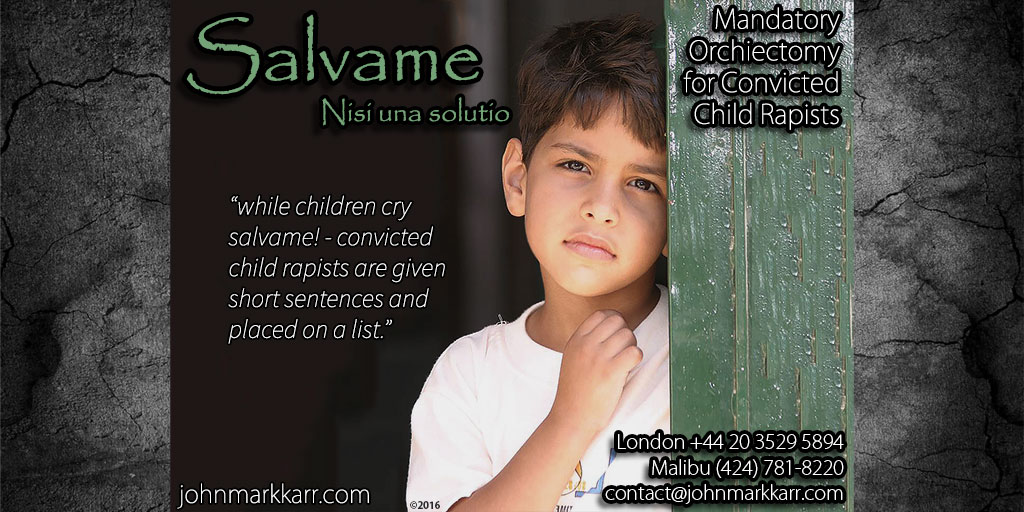 Salvame
Nisi una solutio
Mandatory
Orchiectomy
for Convicted
Child Rapists
“while children cry
salvame! - convicted
child rapists are given
short sentences and
placed on a list.”
London +44 20 3529 5894
Malibu (424) 781-8220
contact@johnmarkkarr.com
johnmarkkarr.com
©2016